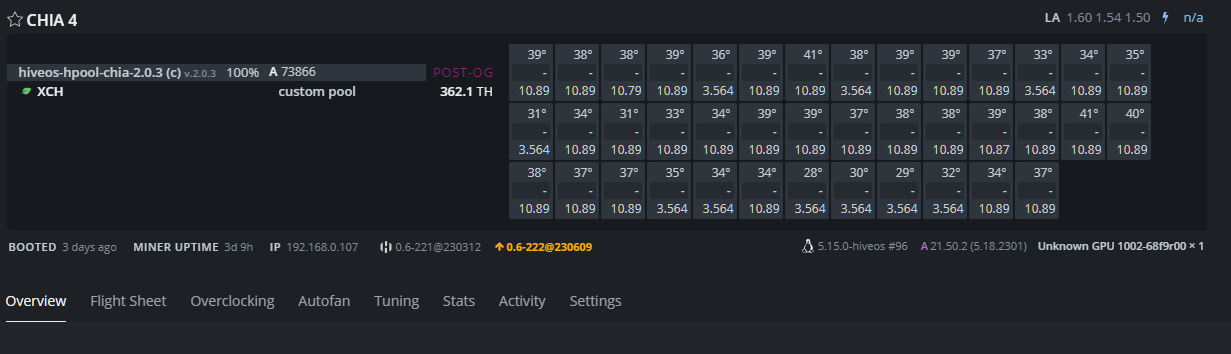 CHIA 4 LA 1.60 1.54 1.50 n/a
39° 38° 38° 39° 36° 39° 41° 38° 39° 39° 37° 33° 34° 35°
- - - - - - - - - - - - - -
hiveos-hpool-chia-2.0.3 (c) v.2.0.3 100% A 73866 POST-OG
XCH custom pool 362.1 TH
10.89 10.89 10.79 10.89 3.564 10.89 10.89 3.564 10.89 10.89 10.89 3.564 10.89 10.89
31° 34° 31° 33° 34° 39° 39° 37° 38° 38° 39° 38° 41° 40°
- - - - - - - - - - - - - -
3.564 10.89 10.89 10.89 10.89 10.89 10.89 10.89 10.89 10.89 10.87 10.89 10.89 10.89
38° 37° 37° 35° 34° 34° 28° 30° 29° 32° 34° 37°
- - - - - - - - - - - -
10.89 10.89 10.89 3.564 3.564 10.89 3.564 3.564 3.564 3.564 10.89 10.89
BOOTED 3 days ago MINER UPTIME 3d 9h IP 192.168.0.107 0.6-221@230312 0.6-222@230609 5.15.0-hiveos #96 A 21.50.2 (5.18.2301) Unknown GPU 1002-68f9r00 × 1
Overview Flight Sheet Overclocking Autofan Tuning Stats Activity Settings